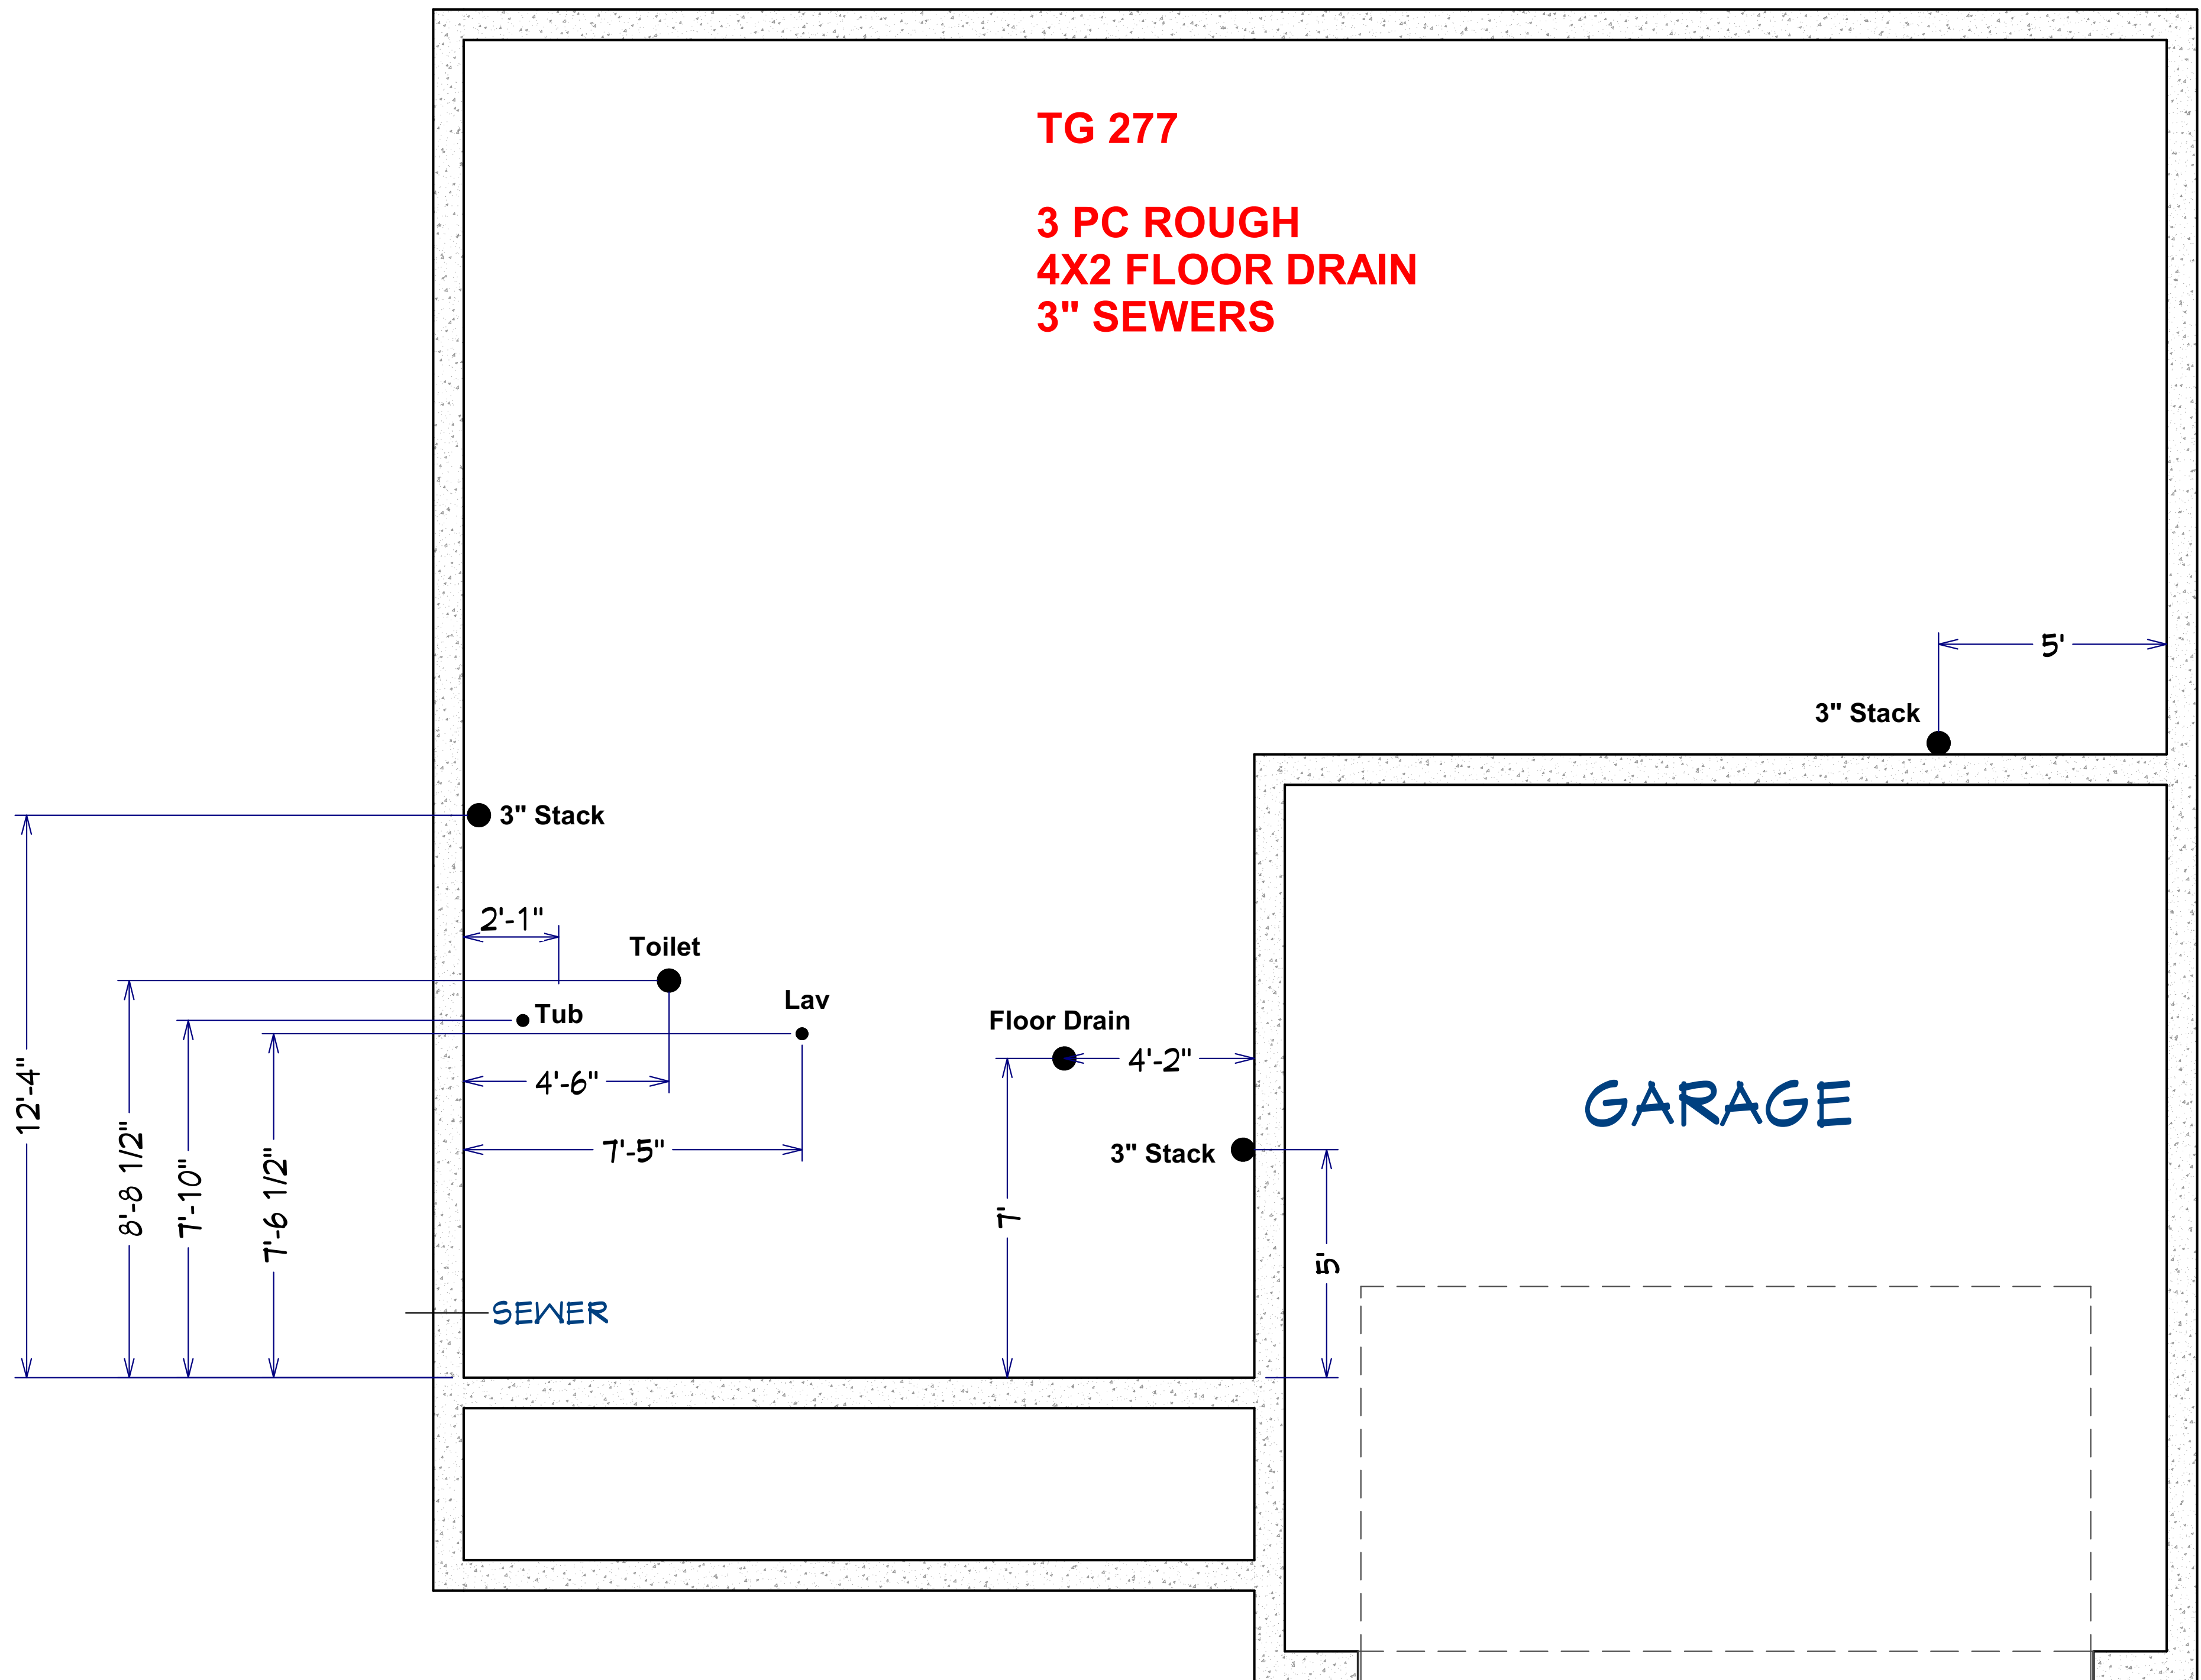 TG 277
3 PC ROUGH
4X2 FLOOR DRAIN
3" SEWERS
5'
3" Stack
3" Stack
2'-1"
Toilet
Lav
Tub
Floor Drain
4'-2"
4'-6"
12'-4"
8'-8 1/2"
7'-10"
7'-6 1/2"
7'-5"
3" Stack
GARAGE
7'
5'
SEWER